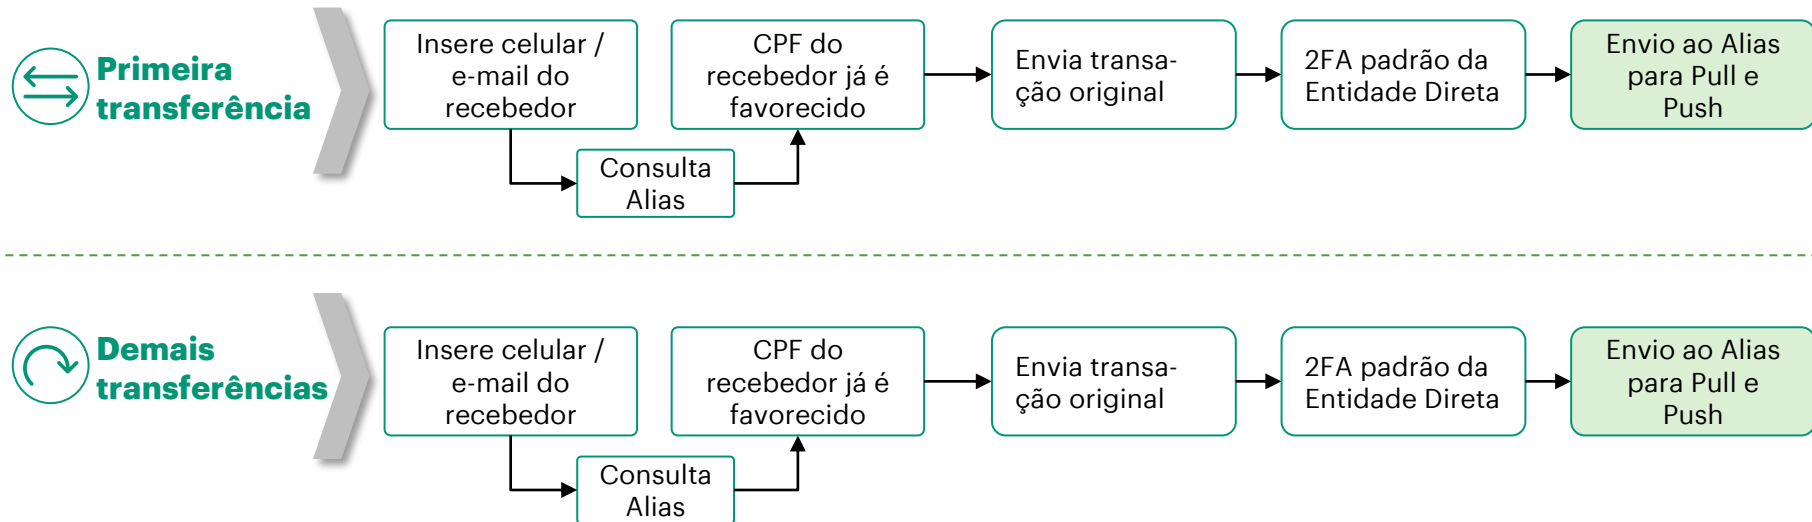 Primeira
transferência
Insere celular /
e-mail do
recebedor
Consulta
Alias
CPF do
recebedor já é
favorecido
Envia transa-
ção original
2FA padrão da
Entidade Direta
Envio ao Alias
para Pull e
Push
Demais
transferências
Insere celular /
e-mail do
recebedor
Consulta
Alias
CPF do
recebedor já é
favorecido
Envia transa-
ção original
2FA padrão da
Entidade Direta
Envio ao Alias
para Pull e
Push